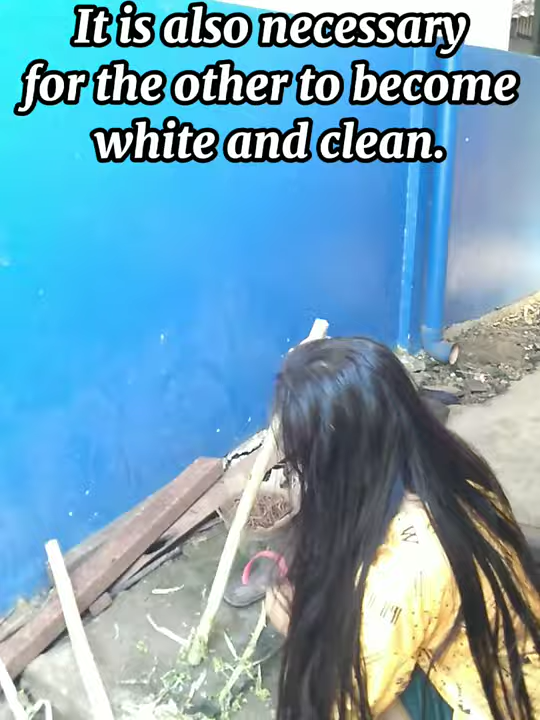 It is also necessary
for the other to become
white and clean.